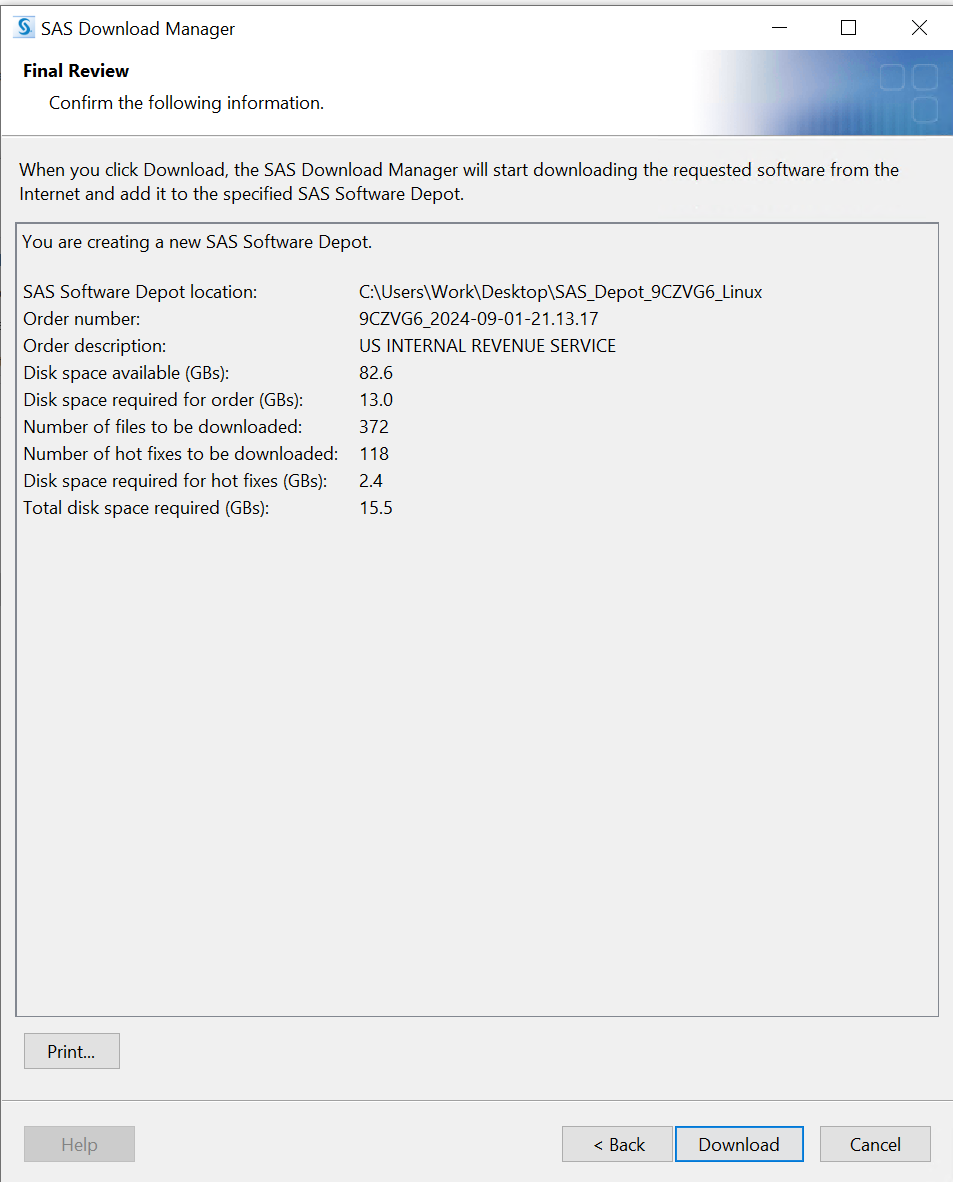 SAS Download Manager
Final Review
Confirm the following information.
When you click Download, the SAS Download Manager will start downloading the requested software from the
Internet and add it to the specified SAS Software Depot.
You are creating a new SAS Software Depot.
SAS Software Depot location: C:\Users\Work\Desktop\SAS_Depot_9CZVG6_Linux
Order number: 9CZVG6_2024-09-01-21.13.17
Order description: US INTERNAL REVENUE SERVICE
Disk space available (GBs): 82.6
Disk space required for order (GBs): 13.0
Number of files to be downloaded: 372
Number of hot fixes to be downloaded: 118
Disk space required for hot fixes (GBs): 2.4
Total disk space required (GBs): 15.5
Print...
Help < Back Download Cancel